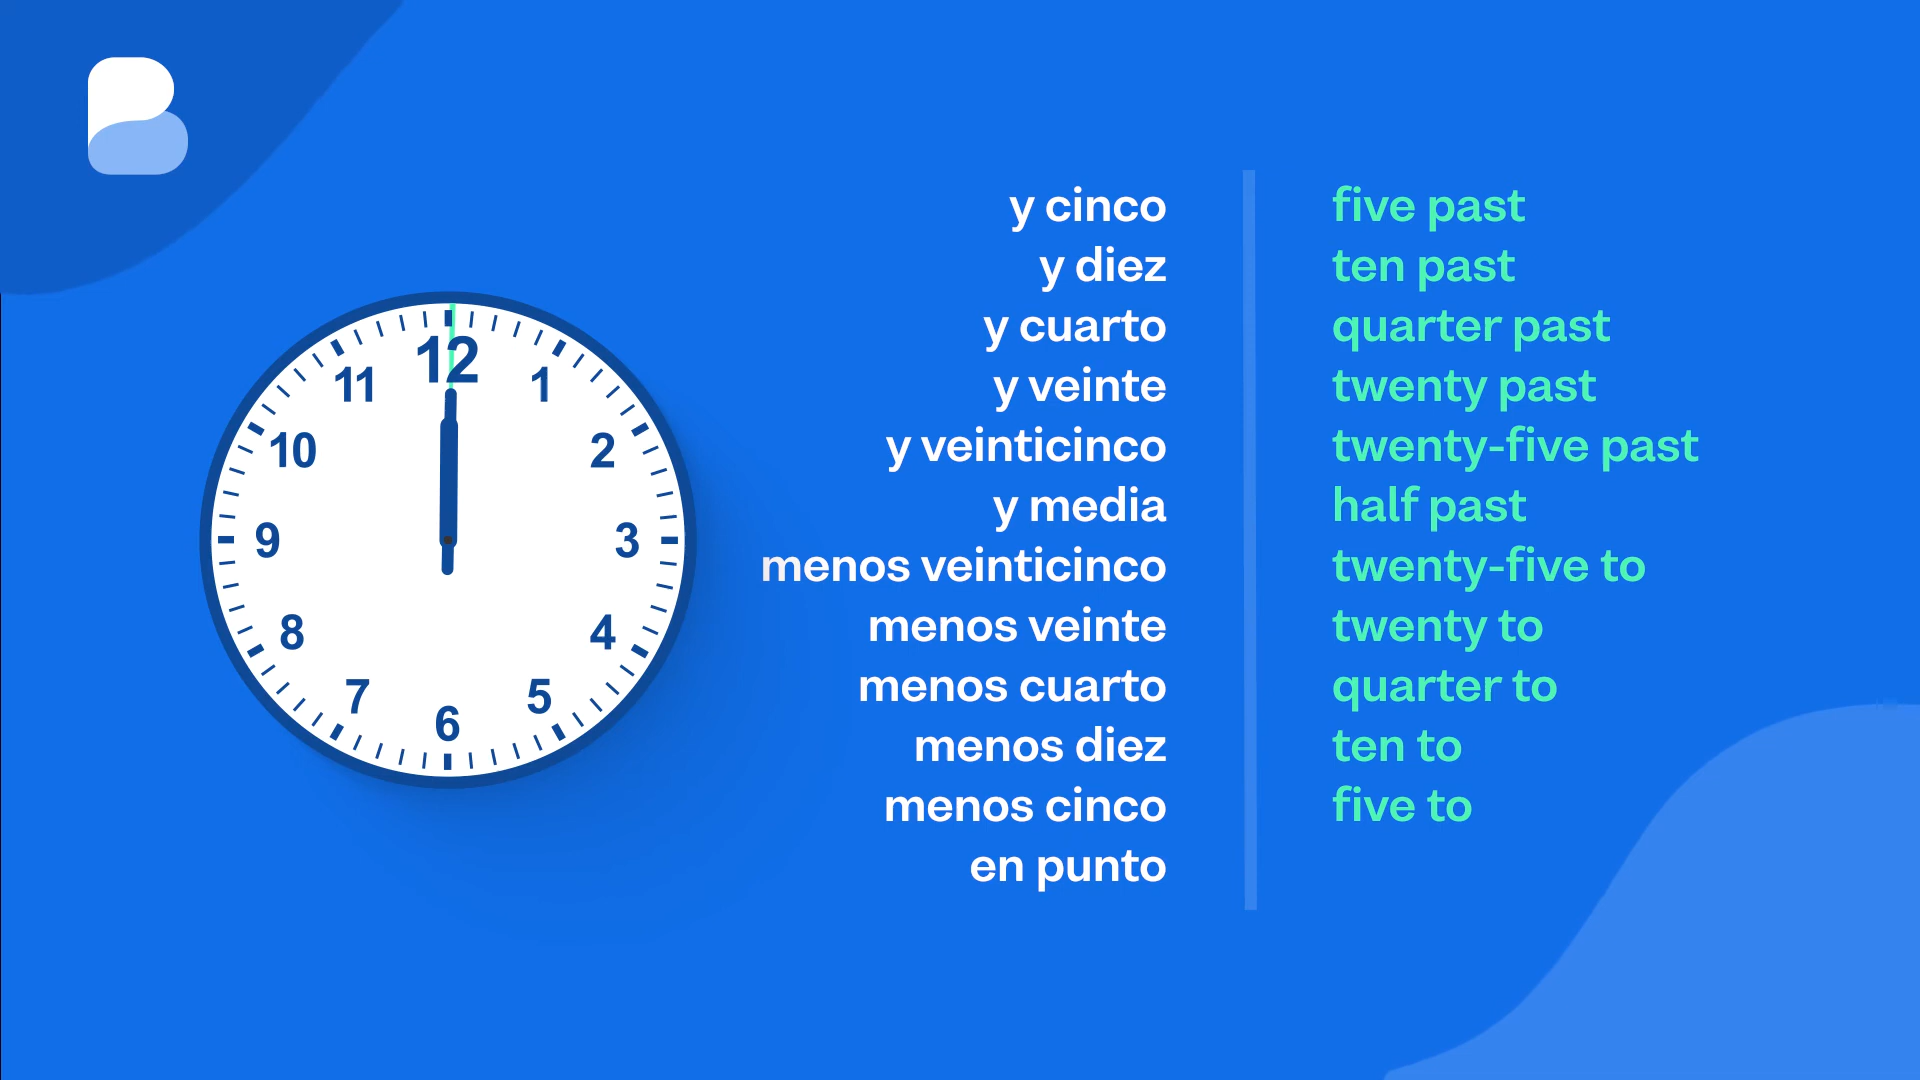 12
11
1
10
2
9
3
8
4
7
5
6
y cinco
five past
y diez
ten past
y cuarto
quarter past
y veinte
twenty past
y veinticinco
twenty-five past
y media
half past
menos veinticinco
twenty-five to
menos veinte
twenty to
menos cuarto
quarter to
menos diez
ten to
menos cinco
five to
en punto